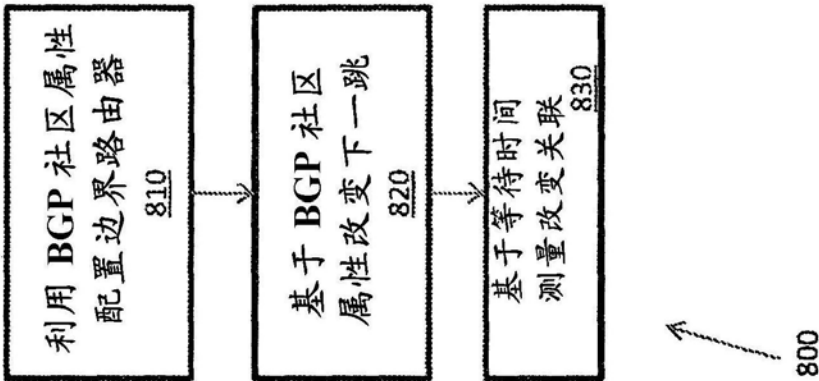 利用 BGP 社区属性
配置边界路由器
810
基于 BGP 社区
属性改变下一跳
820
基于等待时间
测量改变关联
830
800